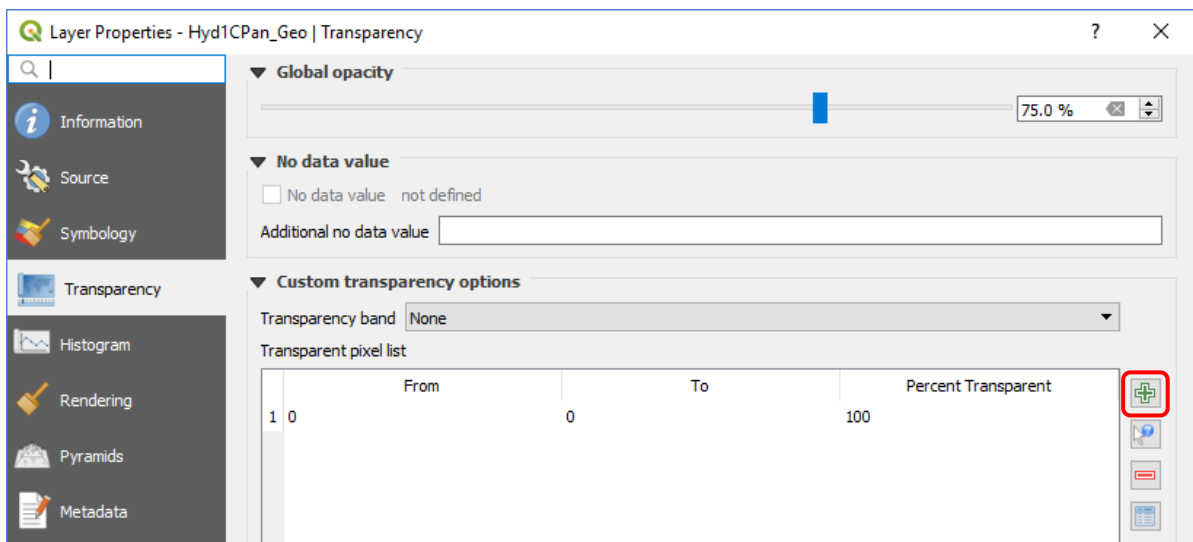 Layer Properties - Hyd1CPan_Geo | Transparency ?
Global opacity
75.0 %
Information
No data value
Source
No data value not defined
Symbology
Additional no data value
Transparency
Custom transparency options
Transparency band None
Histogram
Transparent pixel list
From To Percent Transparent
Rendering
1 0 0 100
Pyramids
Metadata